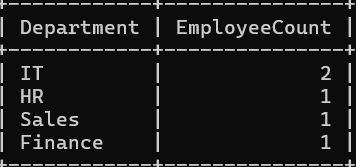 | Department | EmployeeCount |
| IT | 2 |
| HR | 1 |
| Sales | 1 |
| Finance | 1 |